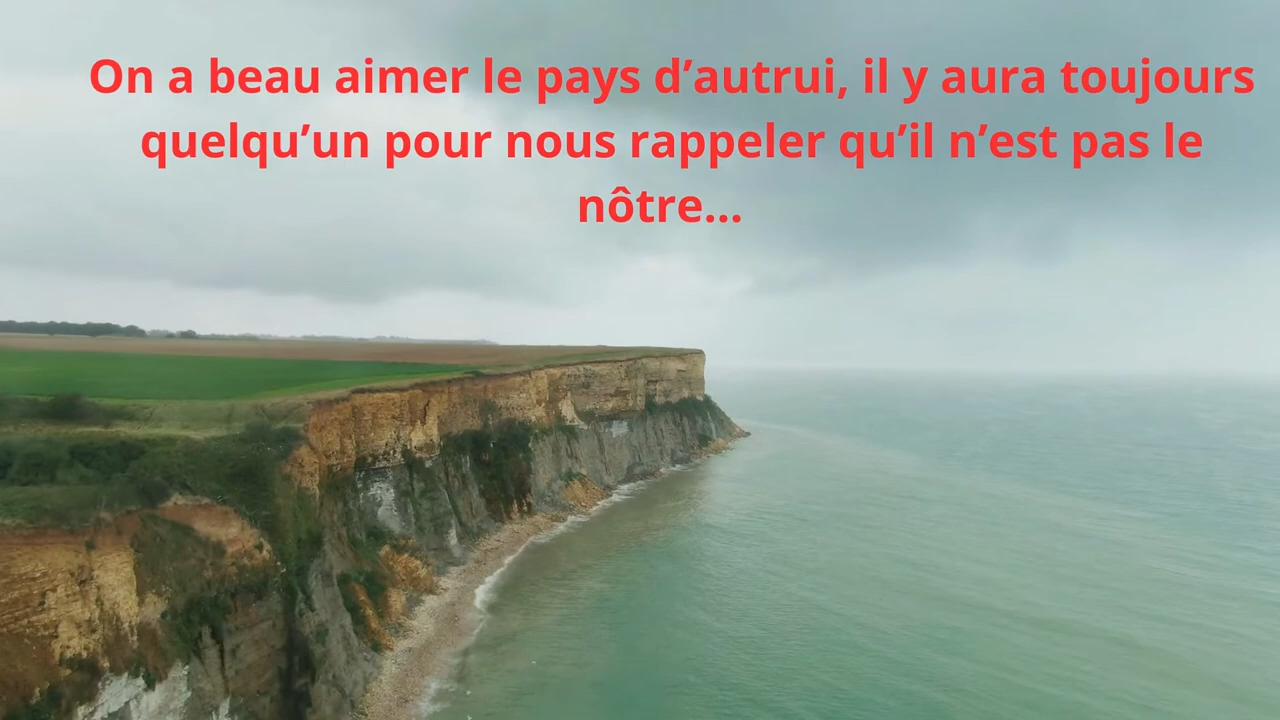 On a beau aimer le pays d’autrui, il y aura toujours
quelqu’un pour nous rappeler qu’il n’est pas le
nôtre...